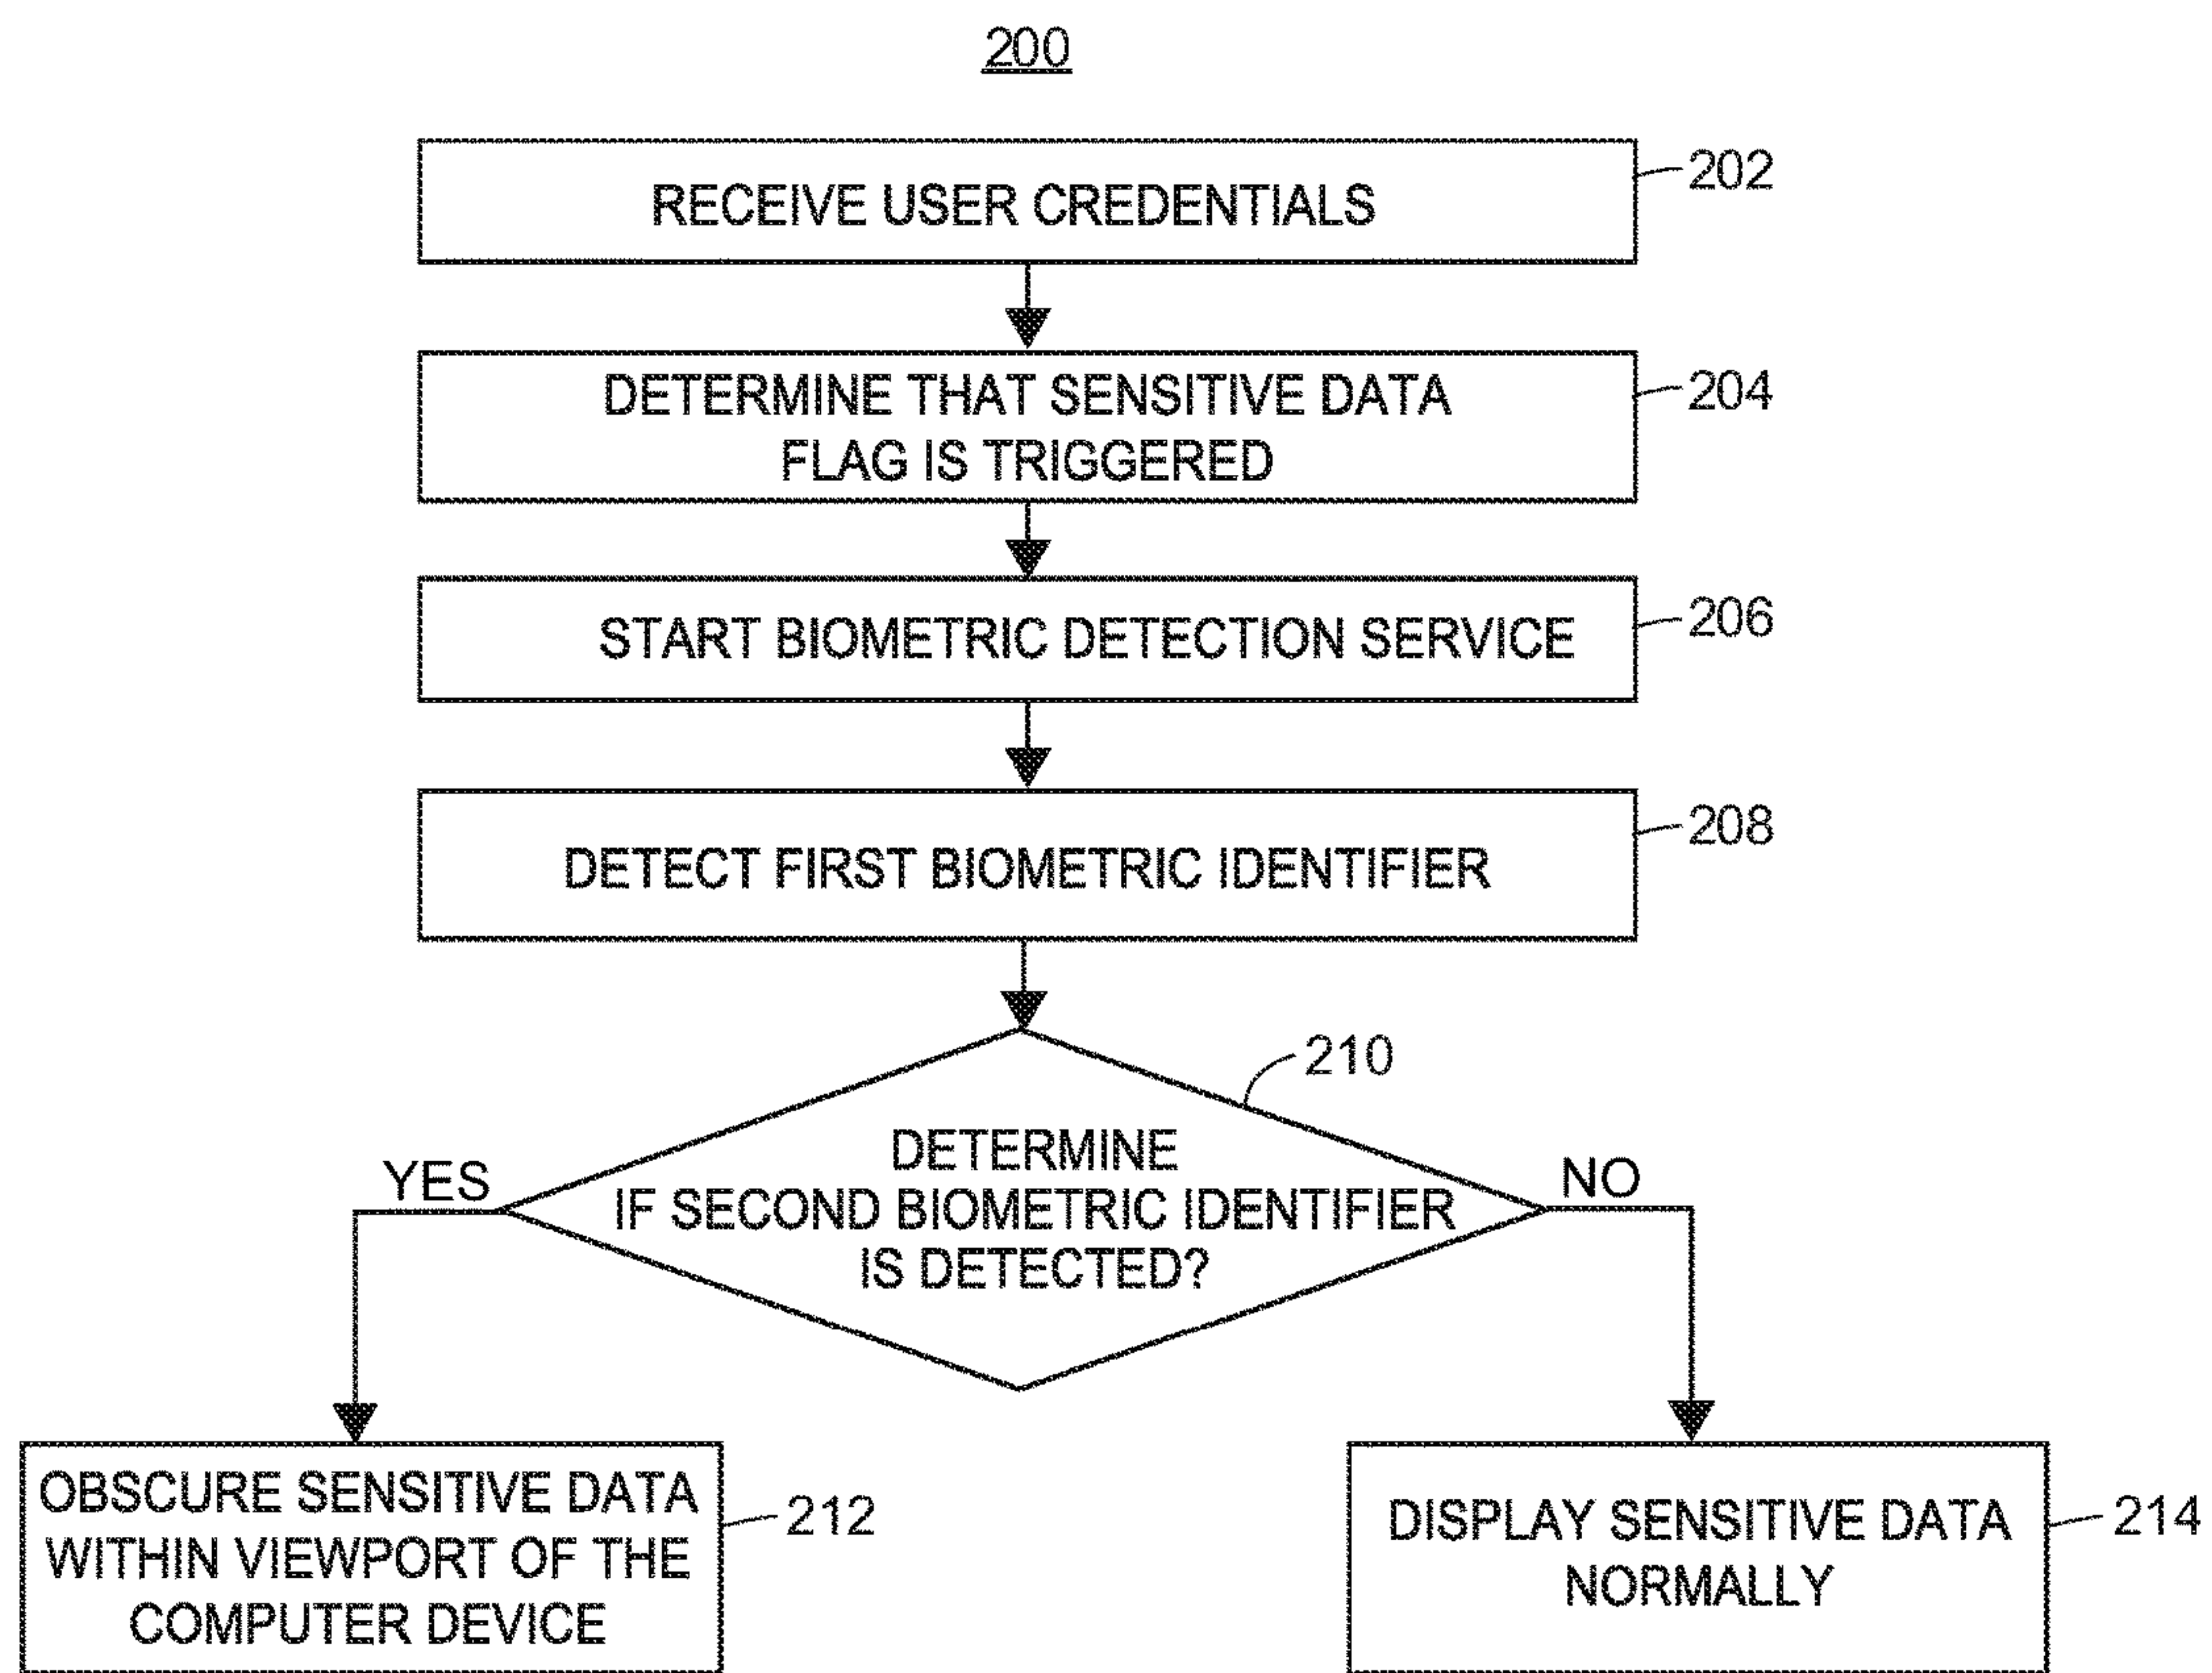 200
RECEIVE USER CREDENTIALS
202
DETERMINE THAT SENSITIVE DATA
FLAG IS TRIGGERED
204
START BIOMETRIC DETECTION SERVICE
206
DETECT FIRST BIOMETRIC IDENTIFIER
208
210
DETERMINE
IF SECOND BIOMETRIC IDENTIFIER
IS DETECTED?
YES
NO
OBSCURE SENSITIVE DATA
WITHIN VIEWPORT OF THE
COMPUTER DEVICE
212
DISPLAY SENSITIVE DATA
NORMALLY
214